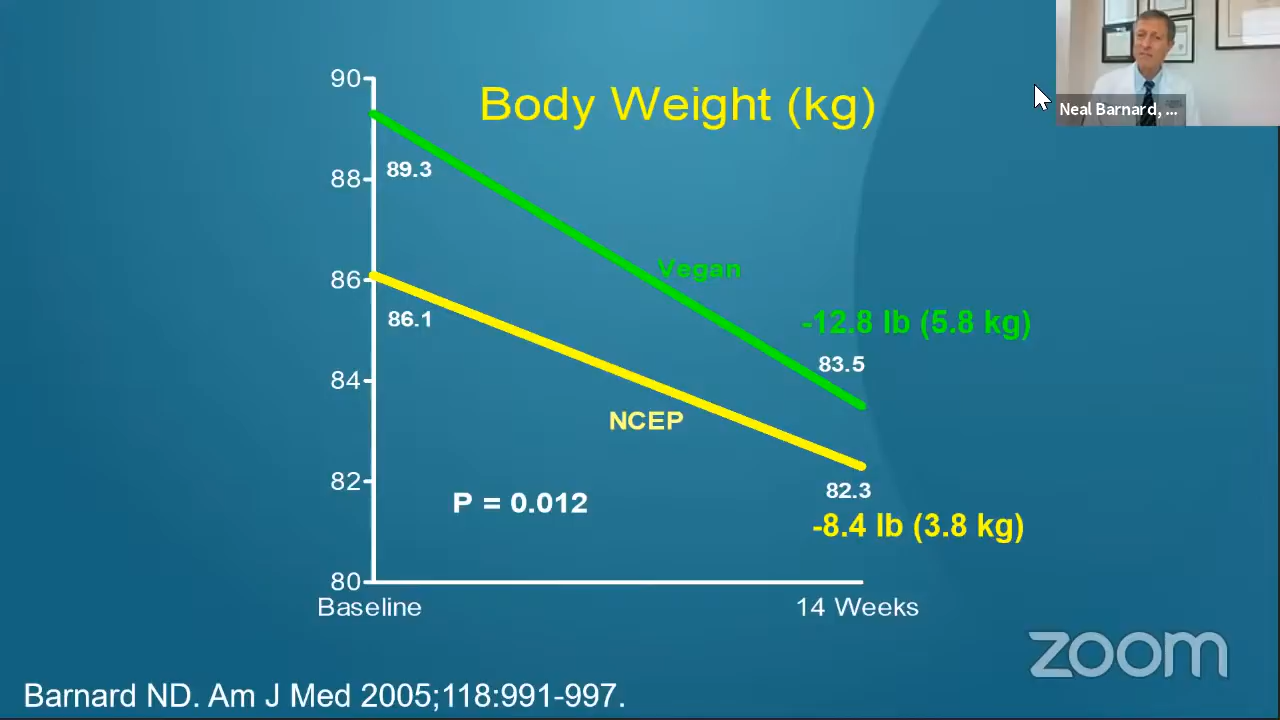 Body Weight (kg)
Neal Barnard, ...
90
88
86
84
82
80
89.3
86.1
Vegan
-12.8 lb (5.8 kg)
83.5
NCEP
82.3
-8.4 lb (3.8 kg)
P = 0.012
Baseline
14 Weeks
zoom
Barnard ND. Am J Med 2005;118:991-997.